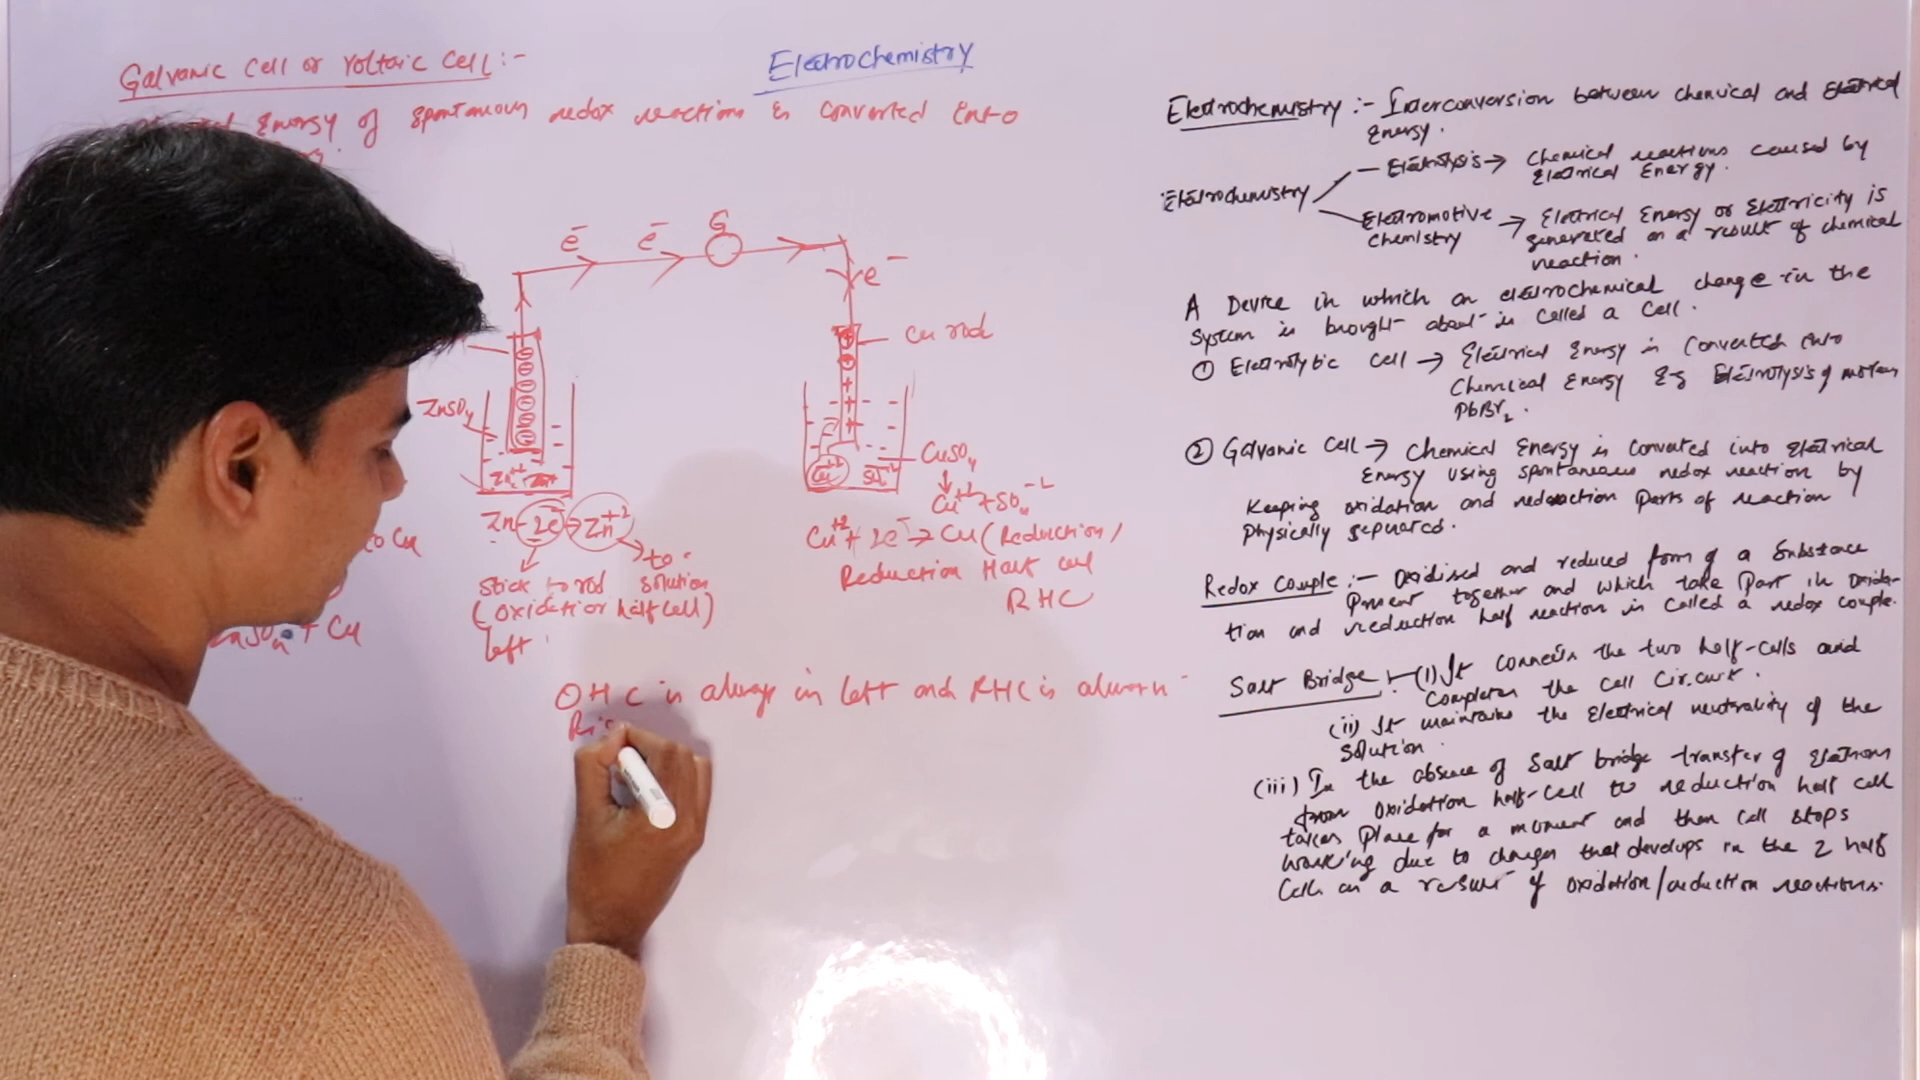 Electrochemistry
Galvanic Cell or Voltaic Cell:-
Energy of spontaneous redox reactions is converted into
G
e⁻ e⁻
e⁻
Cu rod
ZnSO₄
CuSO₄
Cu⁺² + SO₄⁻²
Zn-2e⁻→Zn⁺²
to
stick to rod solution
(oxidation half cell)
left
Cu⁺² + 2e⁻ → Cu (Reduction/
Reduction Half cell
RHC
to Cu
ZnSO₄ + Cu
OHC is always in left and RHC is always
Rig
Electrochemistry :- Interconversion between chemical and electrical
Energy.
Electrochemistry
- Electrolysis → Chemical reactions caused by
Electrical Energy.
Electromotive → Electrical Energy or Electricity is
chemistry generated as a result of chemical
reaction.
A Device in which an electrochemical change in the
system is brought about is called a cell.
① Electrolytic cell → Electrical Energy is converted into
Chemical Energy Eg Electrolysis of molten
PbBr₂.
② Galvanic Cell → Chemical Energy is converted into Electrical
Energy using spontaneous redox reaction by
Keeping oxidation and reduction parts of reaction
Physically separated.
Redox Couple :- Oxidised and reduced form of a Substance
Present together and which take Part in oxida-
tion and reduction half reaction is called a redox couple.
Salt Bridge :- (i) It connects the two half-cells and
Completes the cell Circuit.
(ii) It maintains the Electrical neutrality of the
Solution.
(iii) In the absence of Salt bridge transfer of Electrons
from oxidation half-cell to reduction half cell
takes Place for a moment and then cell stops
working due to charges that develops in the 2 half
Cells as a result of oxidation/reduction reactions.